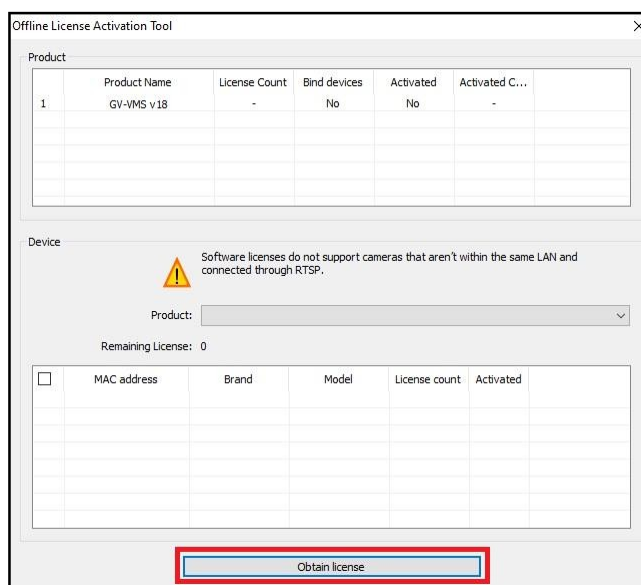 Offline License Activation Tool
Product
Product Name License Count Bind devices Activated Activated C...
1 GV-VMS v18 - No No -
Device
Software licenses do not support cameras that aren't within the same LAN and
connected through RTSP.
Product:
Remaining License: 0
MAC address Brand Model License count Activated
Obtain license